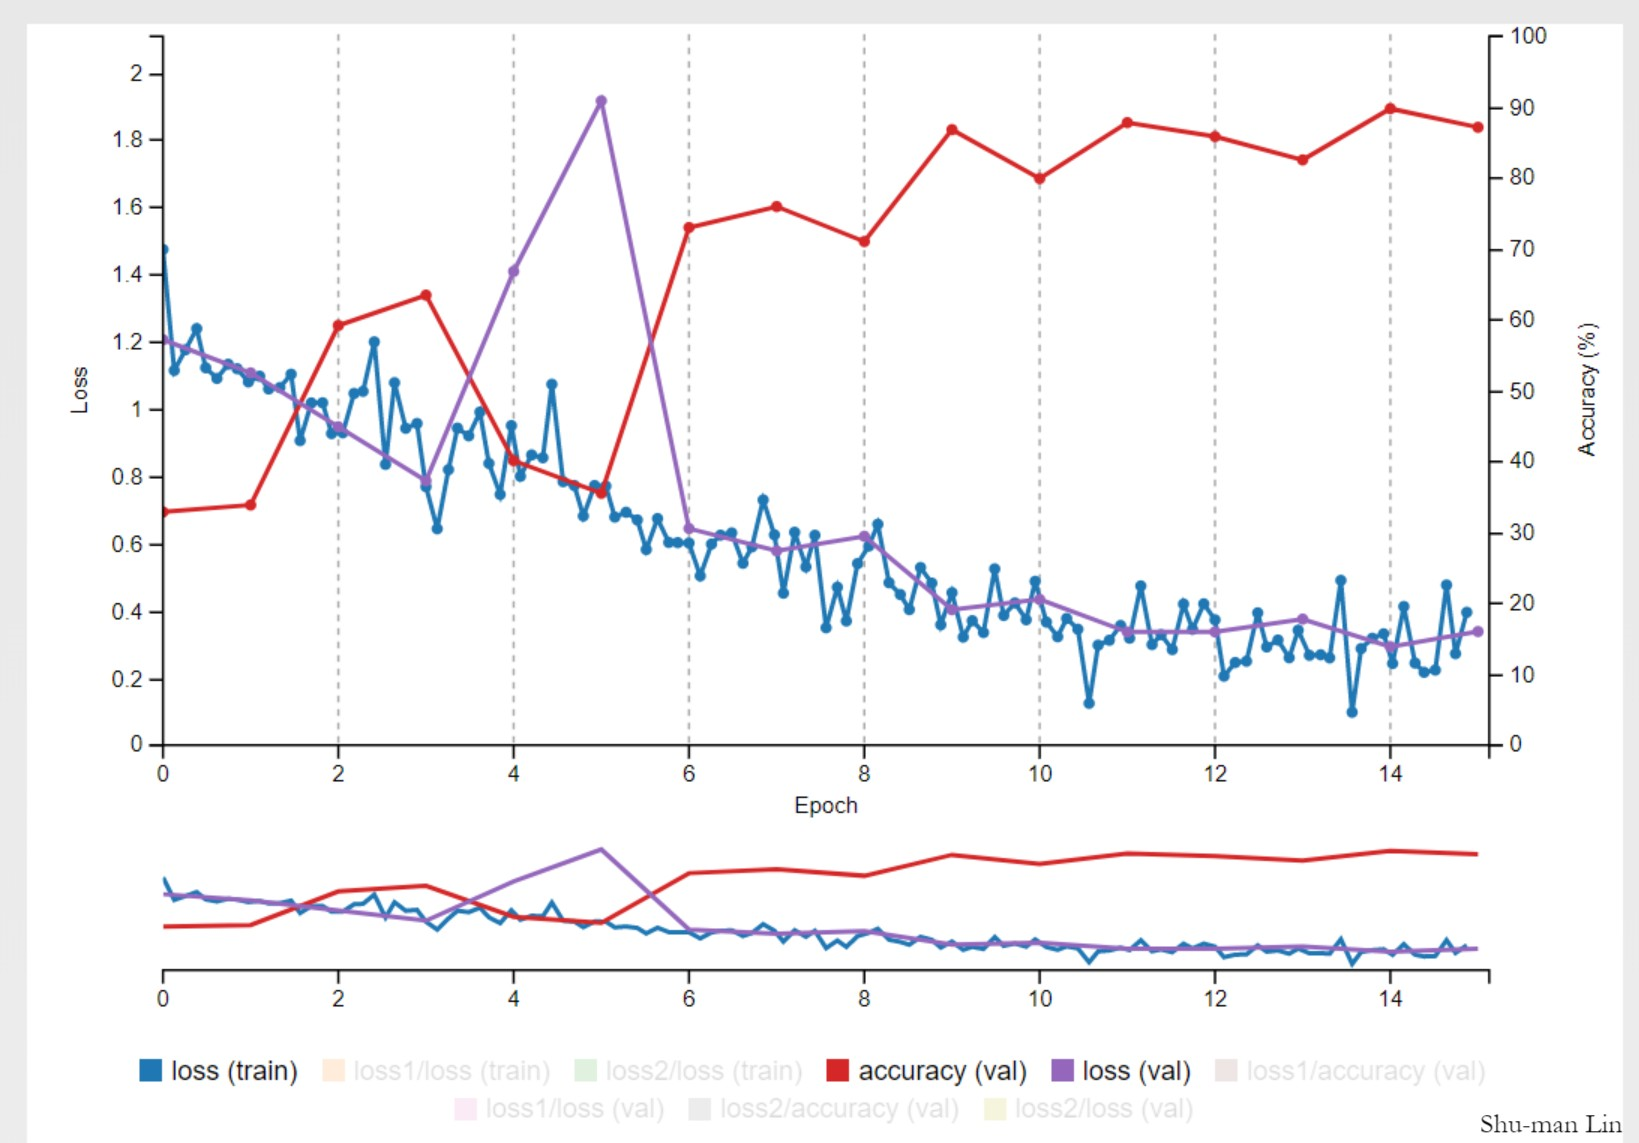 100
2
90
1.8
80
1.6
70
1.4
60
1.2
50
1
40
0.8
30
0.6
20
0.4
10
0.2
0
0
Loss
Accuracy (%)
0 2 4 6 8 10 12 14
Epoch
0 2 4 6 8 10 12 14
loss (train) loss1/loss (train) loss2/loss (train) accuracy (val) loss (val) loss1/accuracy (val)
loss1/loss (val) loss2/accuracy (val) loss2/loss (val)
Shu-man Lin